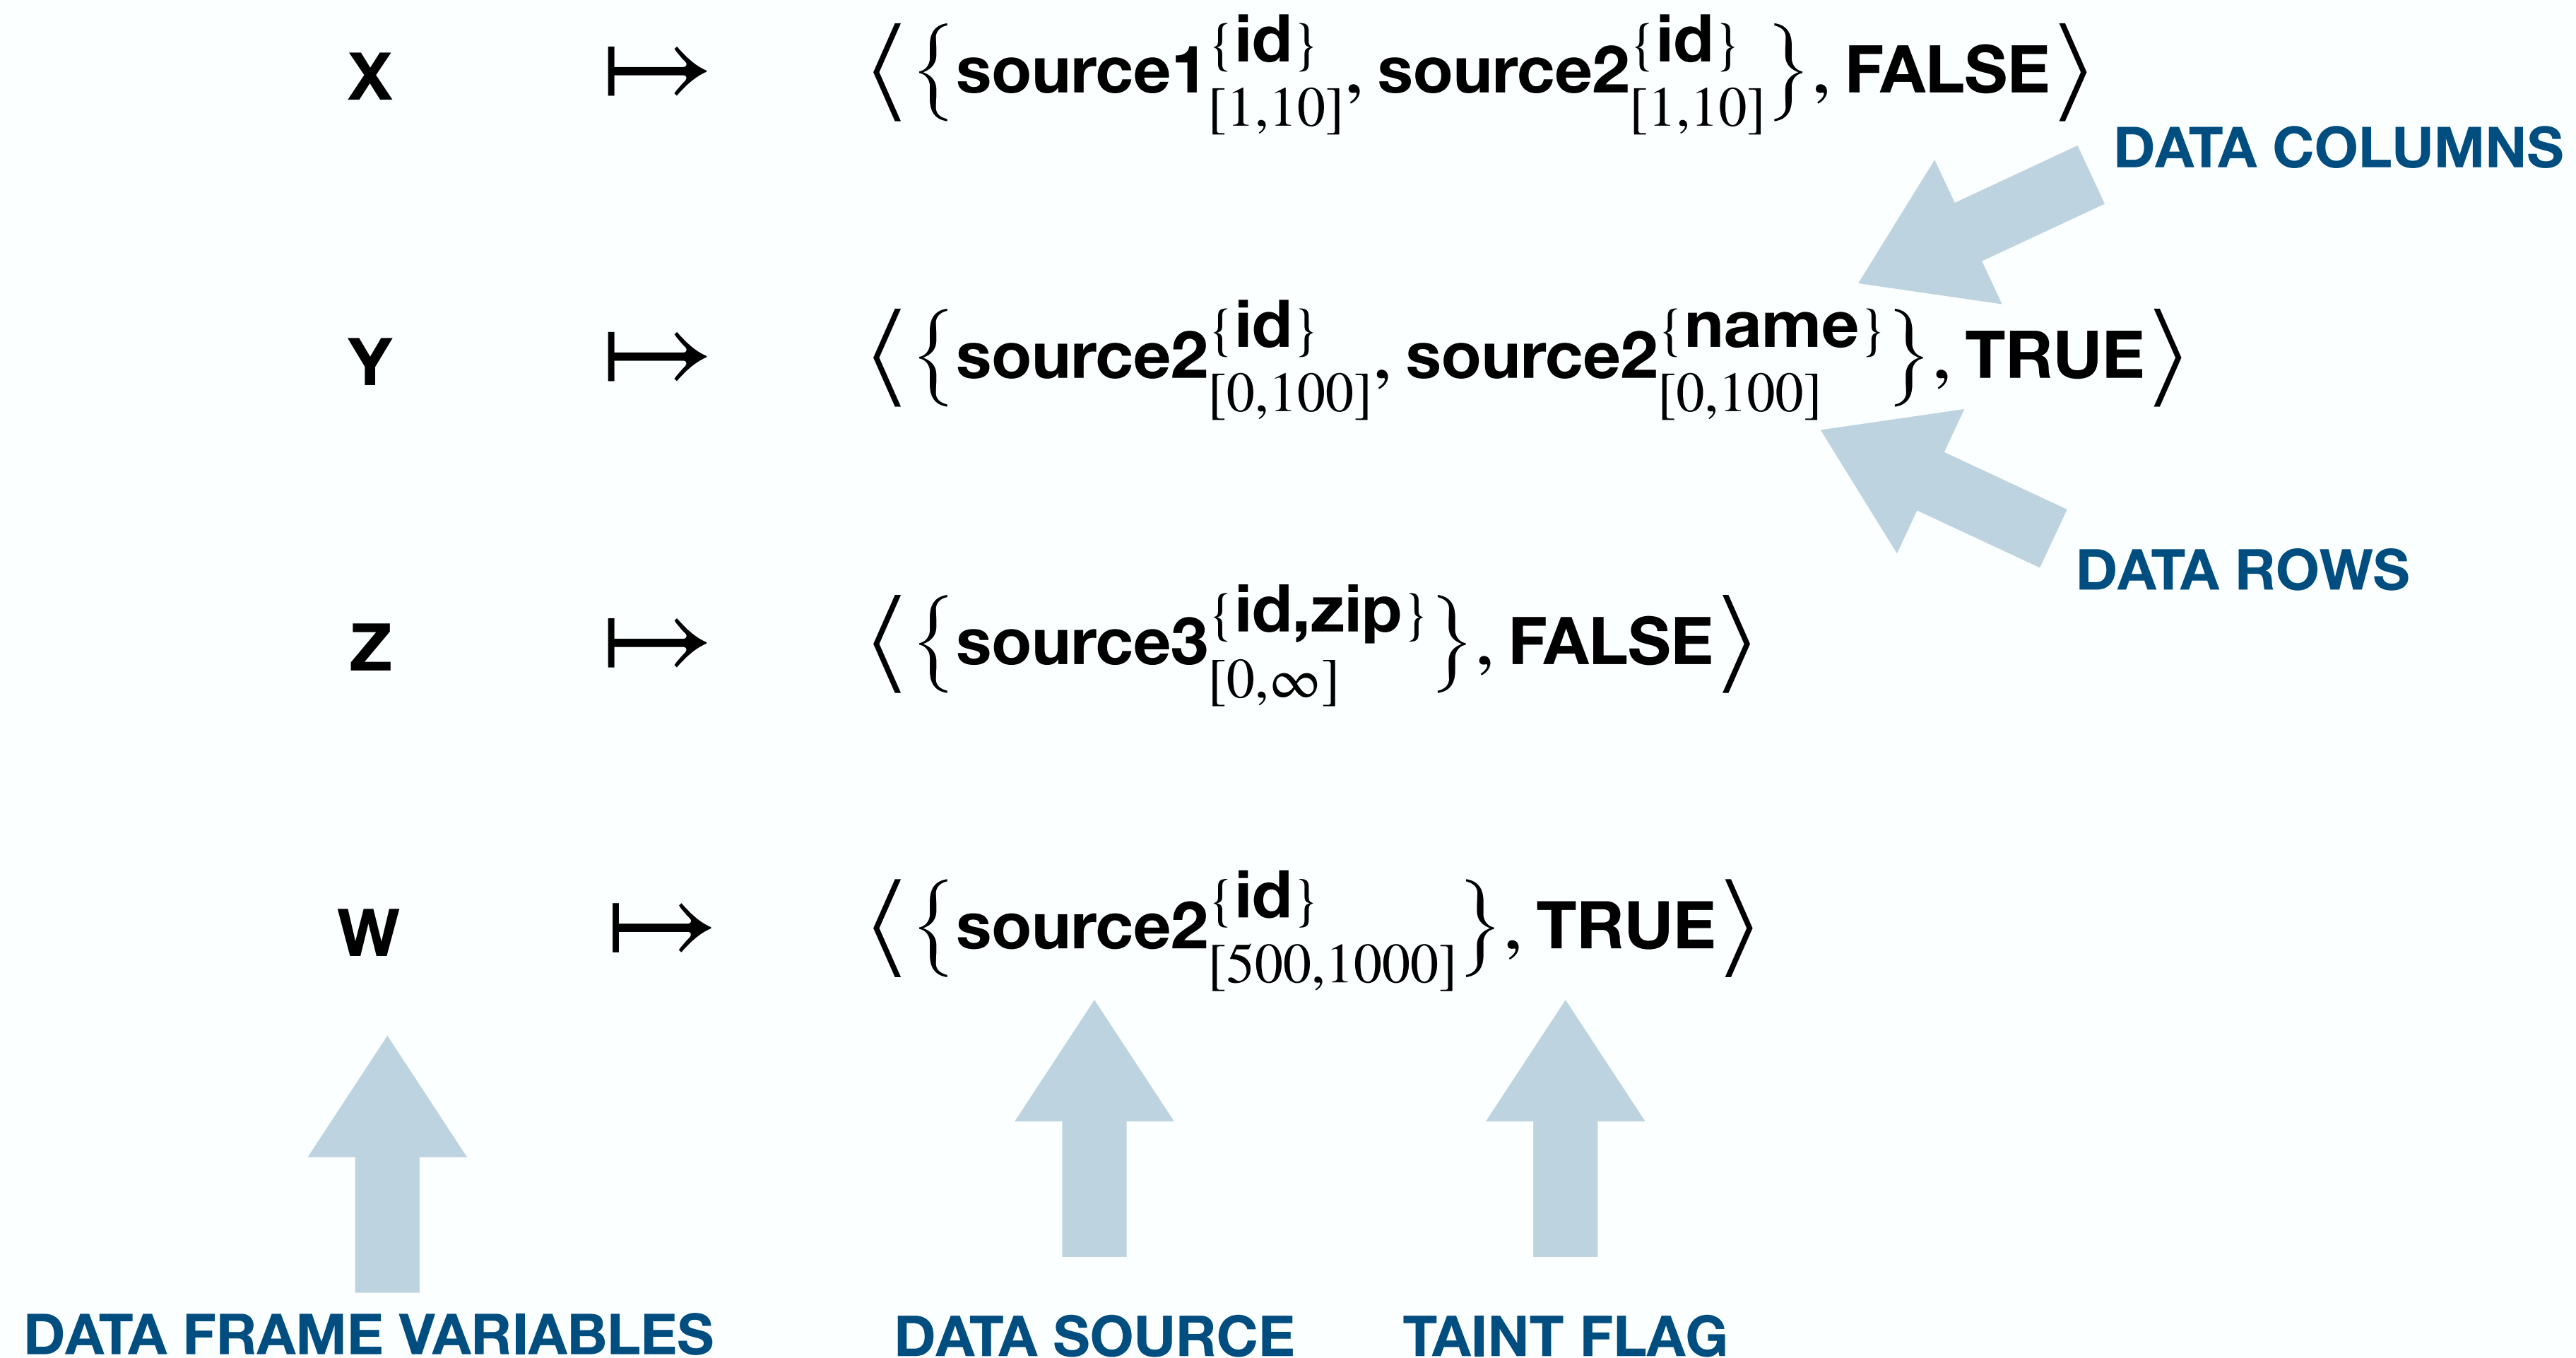 X ↦ ⟨{source1^{id}_[1,10], source2^{id}_[1,10]}, FALSE⟩
DATA COLUMNS
Y ↦ ⟨{source2^{id}_[0,100], source2^{name}_[0,100]}, TRUE⟩
DATA ROWS
Z ↦ ⟨{source3^{id,zip}_[0,∞]}, FALSE⟩
W ↦ ⟨{source2^{id}_[500,1000]}, TRUE⟩
DATA FRAME VARIABLES DATA SOURCE TAINT FLAG